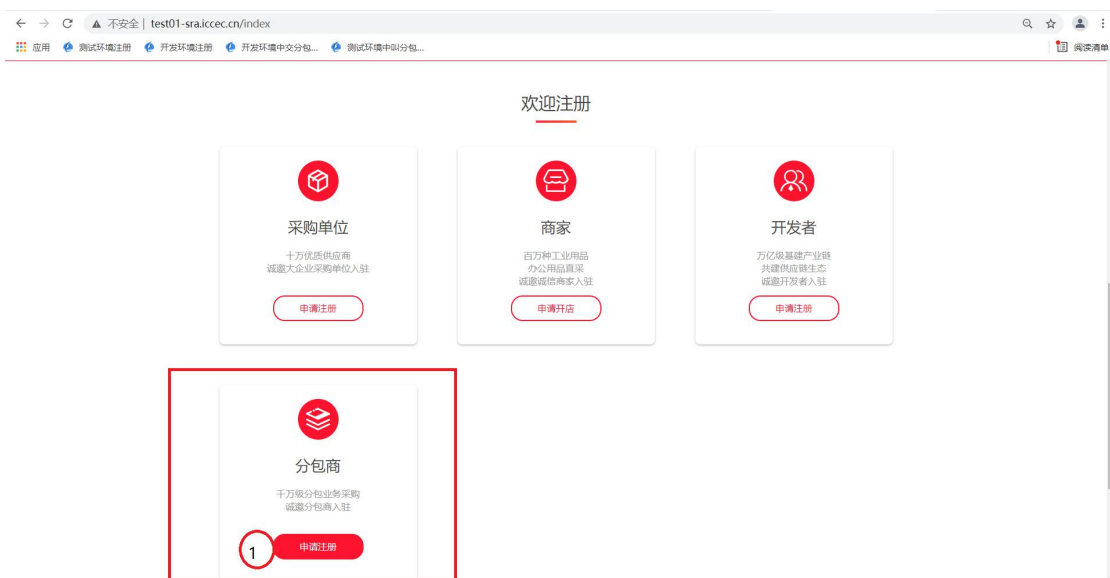 不安全 | test01-sra.iccec.cn/index
应用 测试环境注册 开发环境注册 开发环境中交分包... 测试环境中叫分包... 阅读清单
欢迎注册
采购单位
十万优质供应商
诚邀大企业采购单位入驻
申请注册
商家
百万种工业用品
办公用品直采
诚邀诚信商家入驻
申请开店
开发者
万亿级基建产业链
共建供应链生态
诚邀开发者入驻
申请注册
分包商
千万级分包业务采购
诚邀分包商入驻
1 申请注册